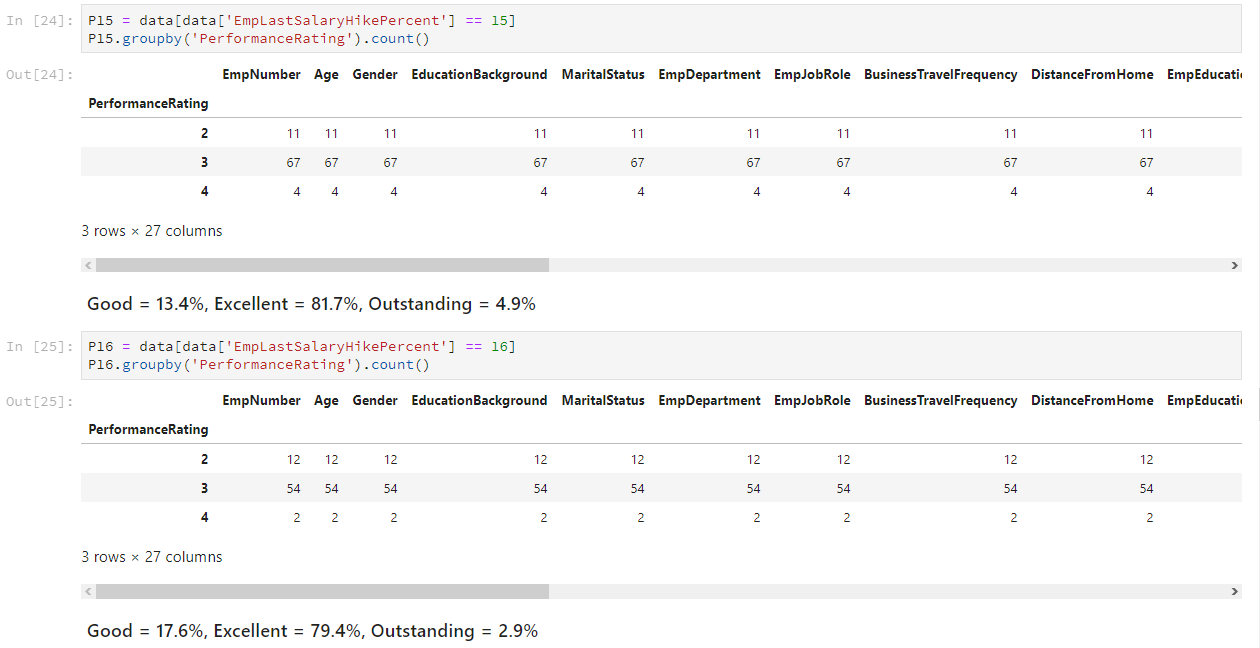 In [24]: P15 = data[data['EmpLastSalaryHikePercent'] == 15]
P15.groupby('PerformanceRating').count()
Out[24]:
EmpNumber Age Gender EducationBackground MaritalStatus EmpDepartment EmpJobRole BusinessTravelFrequency DistanceFromHome EmpEducati
PerformanceRating
2 11 11 11 11 11 11 11 11 11
3 67 67 67 67 67 67 67 67 67
4 4 4 4 4 4 4 4 4 4
3 rows × 27 columns
Good = 13.4%, Excellent = 81.7%, Outstanding = 4.9%
In [25]: P16 = data[data['EmpLastSalaryHikePercent'] == 16]
P16.groupby('PerformanceRating').count()
Out[25]:
EmpNumber Age Gender EducationBackground MaritalStatus EmpDepartment EmpJobRole BusinessTravelFrequency DistanceFromHome EmpEducati
PerformanceRating
2 12 12 12 12 12 12 12 12 12
3 54 54 54 54 54 54 54 54 54
4 2 2 2 2 2 2 2 2 2
3 rows × 27 columns
Good = 17.6%, Excellent = 79.4%, Outstanding = 2.9%